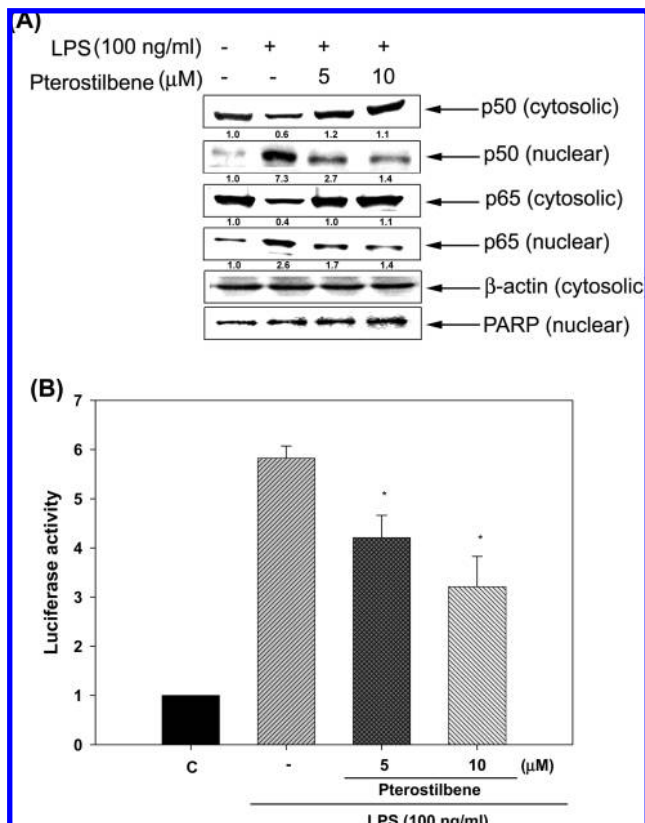 (A)
LPS (100 ng/ml) - + + +
Pterostilbene (μM) - - 5 10
p50 (cytosolic)
1.0 0.6 1.2 1.1
p50 (nuclear)
1.0 7.3 2.7 1.4
p65 (cytosolic)
1.0 0.4 1.0 1.1
p65 (nuclear)
1.0 2.6 1.7 1.4
β-actin (cytosolic
PARP (nuclear)
(B)
Luciferase activity
7
6
5
4
3
2
1
0
* *
C - 5 10 (μM)
Pterostilbene
LPS (100 ng/ml)